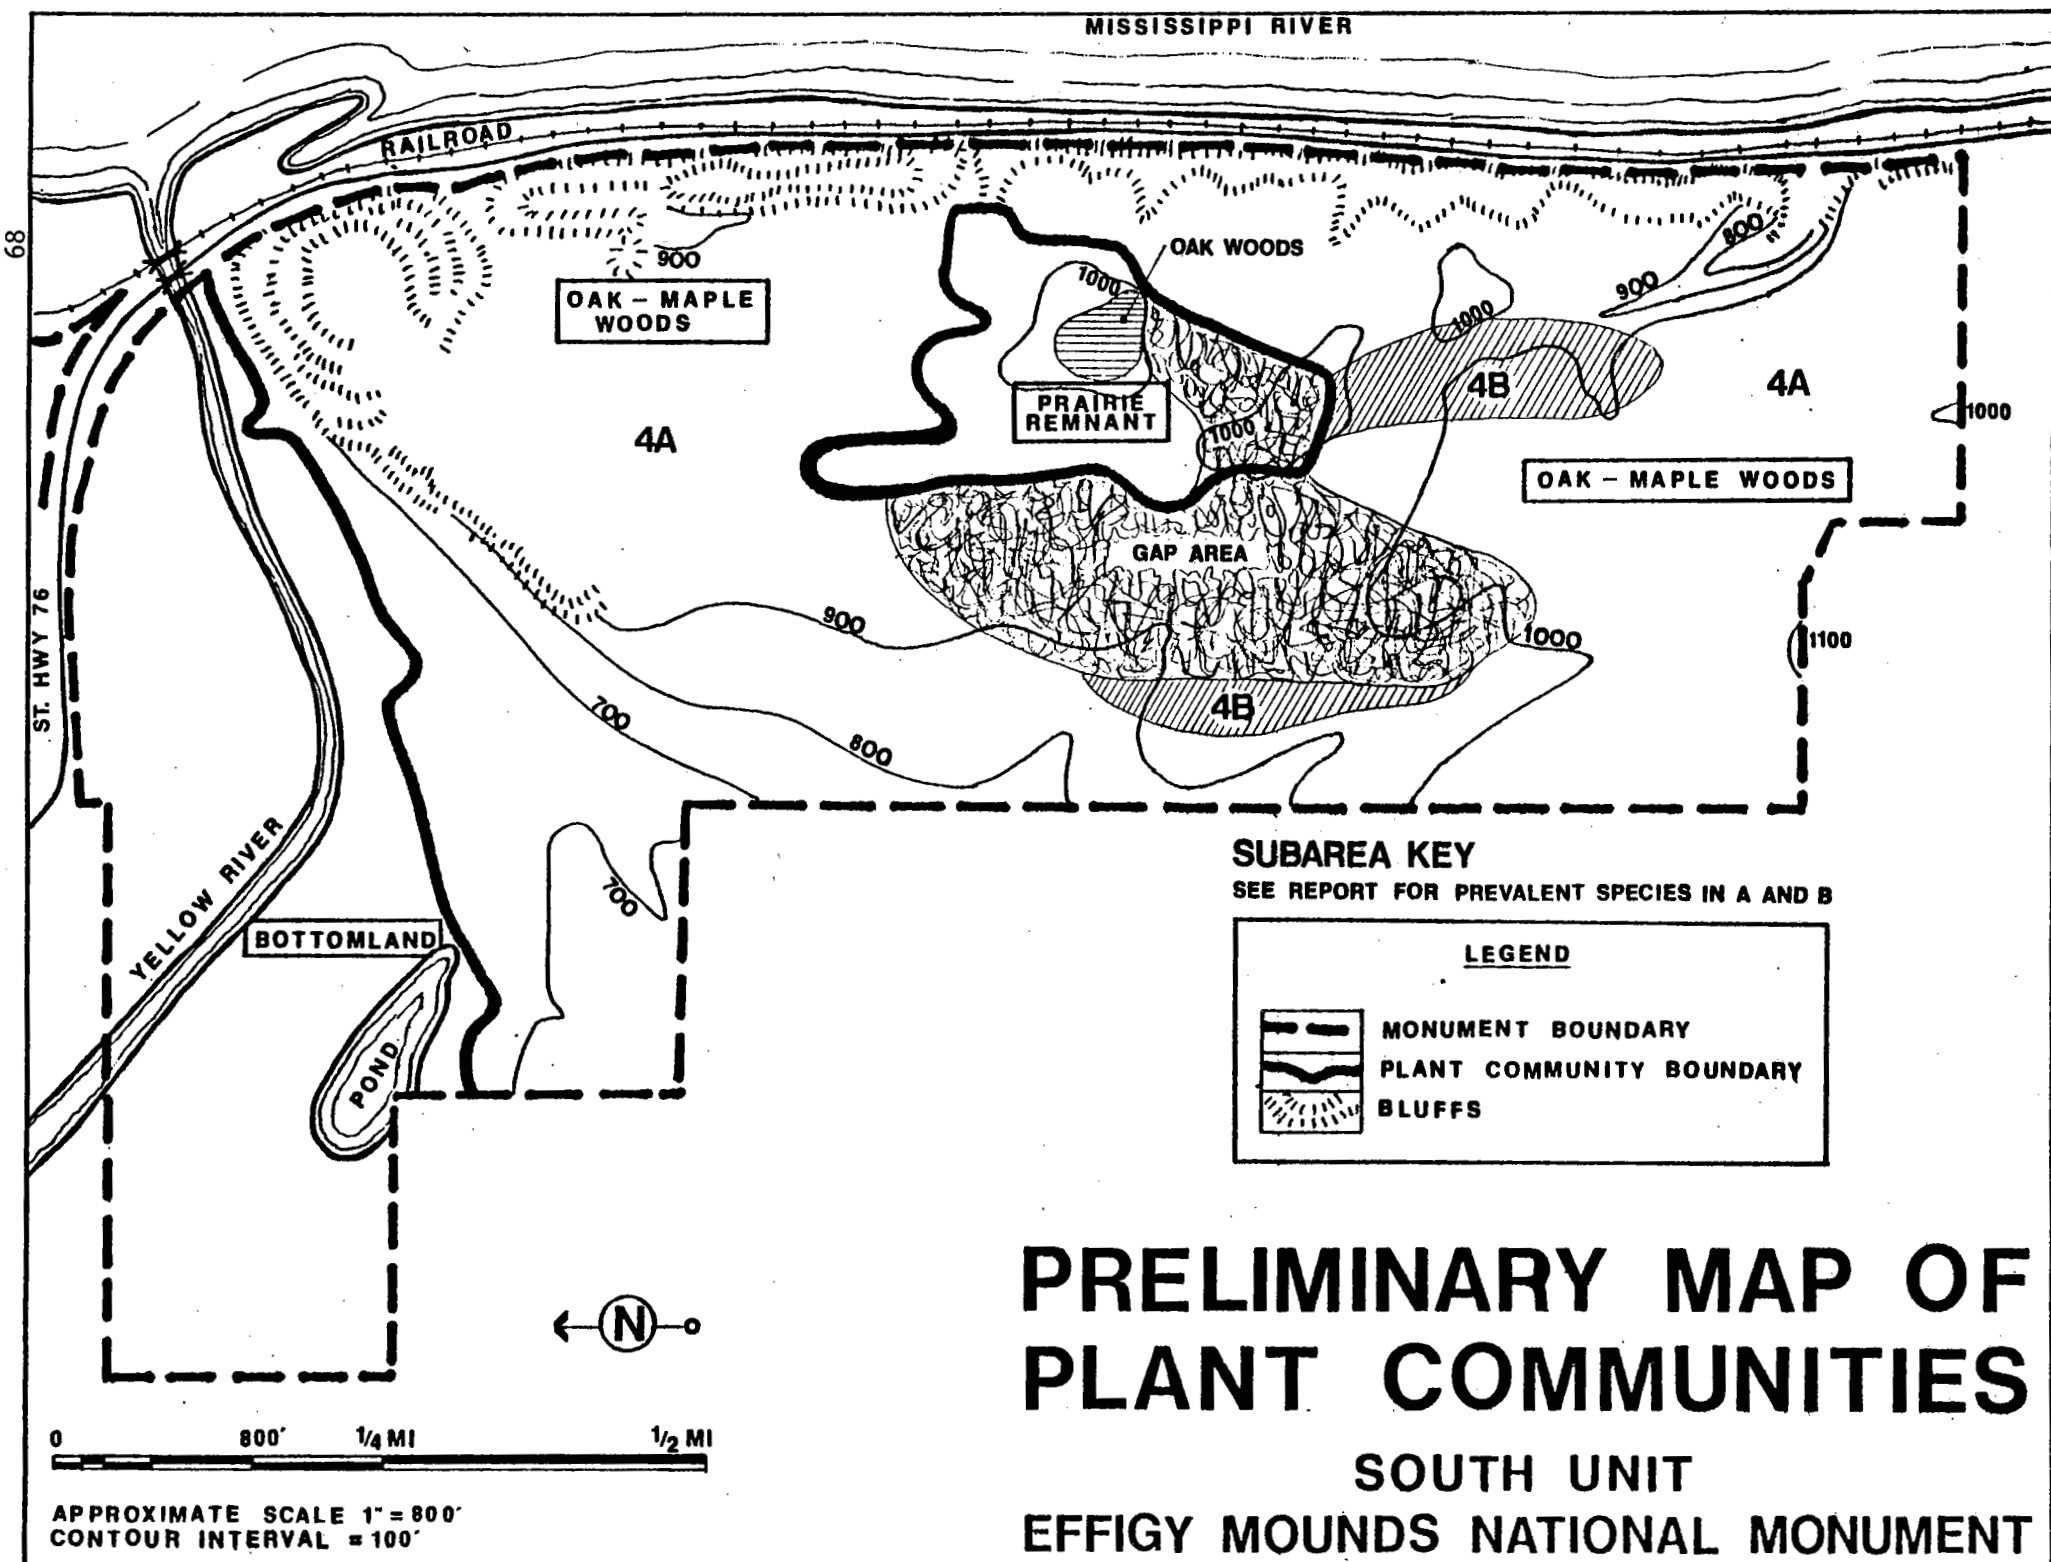 MISSISSIPPI RIVER
RAILROAD
68
900
OAK WOODS
1000
800
900
OAK – MAPLE
WOODS
1000
4B
4A
4A
PRAIRIE
REMNANT
1000
1000
OAK – MAPLE WOODS
GAP AREA
ST. HWY 76
900
1000
1100
700
4B
800
SUBAREA KEY
SEE REPORT FOR PREVALENT SPECIES IN A AND B
YELLOW RIVER
700
BOTTOMLAND
POND
LEGEND
MONUMENT BOUNDARY
PLANT COMMUNITY BOUNDARY
BLUFFS
N
PRELIMINARY MAP OF
PLANT COMMUNITIES
SOUTH UNIT
EFFIGY MOUNDS NATIONAL MONUMENT
0 800' 1/4 MI 1/2 MI
APPROXIMATE SCALE 1" = 800'
CONTOUR INTERVAL = 100'